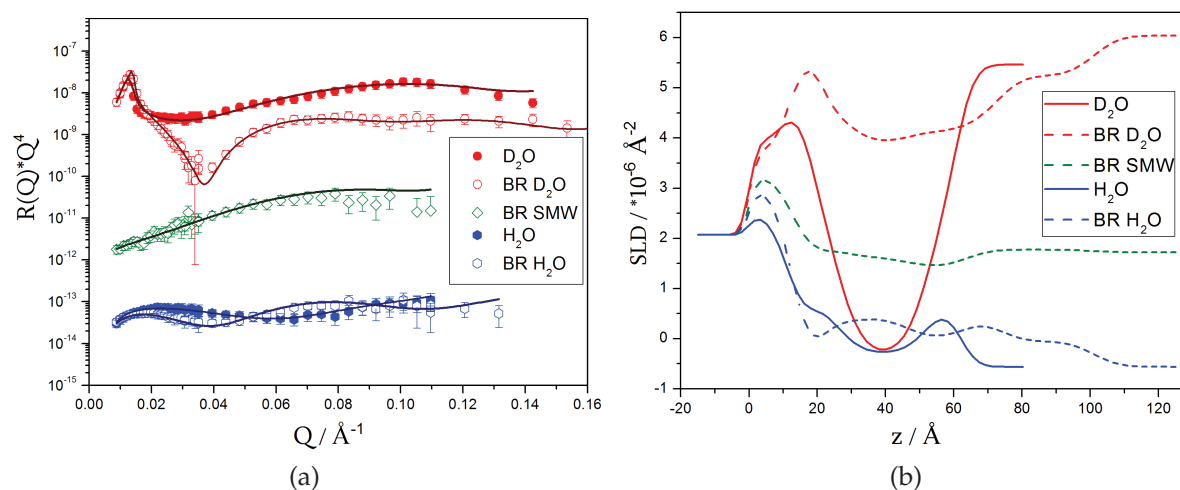 R(Q)*Q⁴
10⁻⁷
10⁻⁸
10⁻⁹
10⁻¹⁰
10⁻¹¹
10⁻¹²
10⁻¹³
10⁻¹⁴
10⁻¹⁵
D₂O
BR D₂O
BR SMW
H₂O
BR H₂O
0.00 0.02 0.04 0.06 0.08 0.10 0.12 0.14 0.16
Q / Å⁻¹
(a)
SLD / *10⁻⁶ Å⁻²
6
5
4
3
2
1
0
-1
D₂O
BR D₂O
BR SMW
H₂O
BR H₂O
-20 0 20 40 60 80 100 120
z / Å
(b)